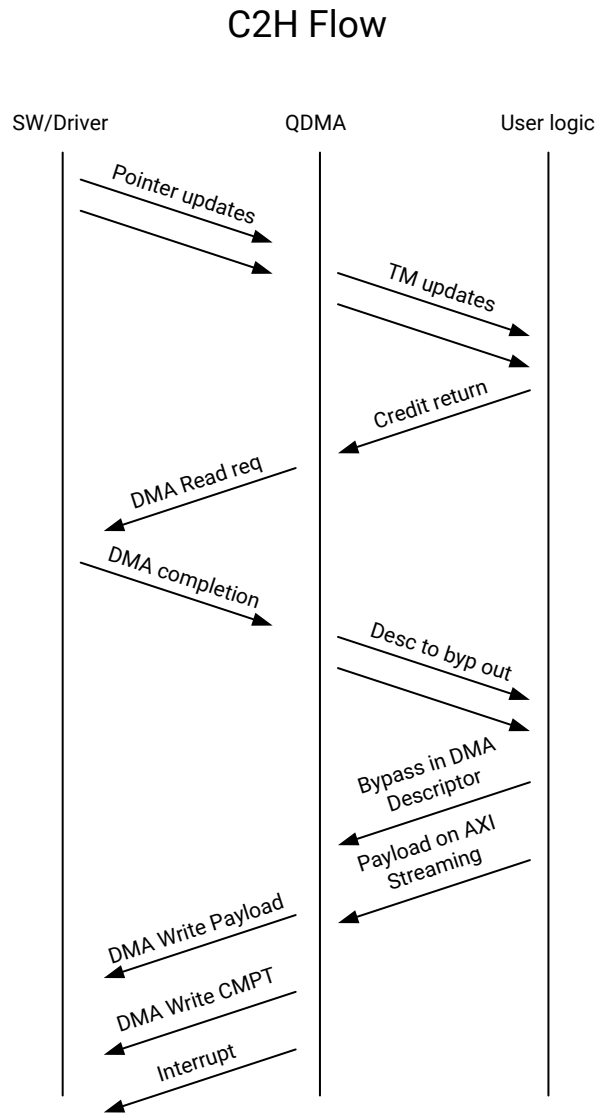 C2H Flow
SW/Driver
QDMA
User logic
Pointer updates
TM updates
Credit return
DMA Read req
DMA completion
Desc to byp out
Bypass in DMA
Descriptor
Payload on AXI
Streaming
DMA Write Payload
DMA Write CMPT
Interrupt